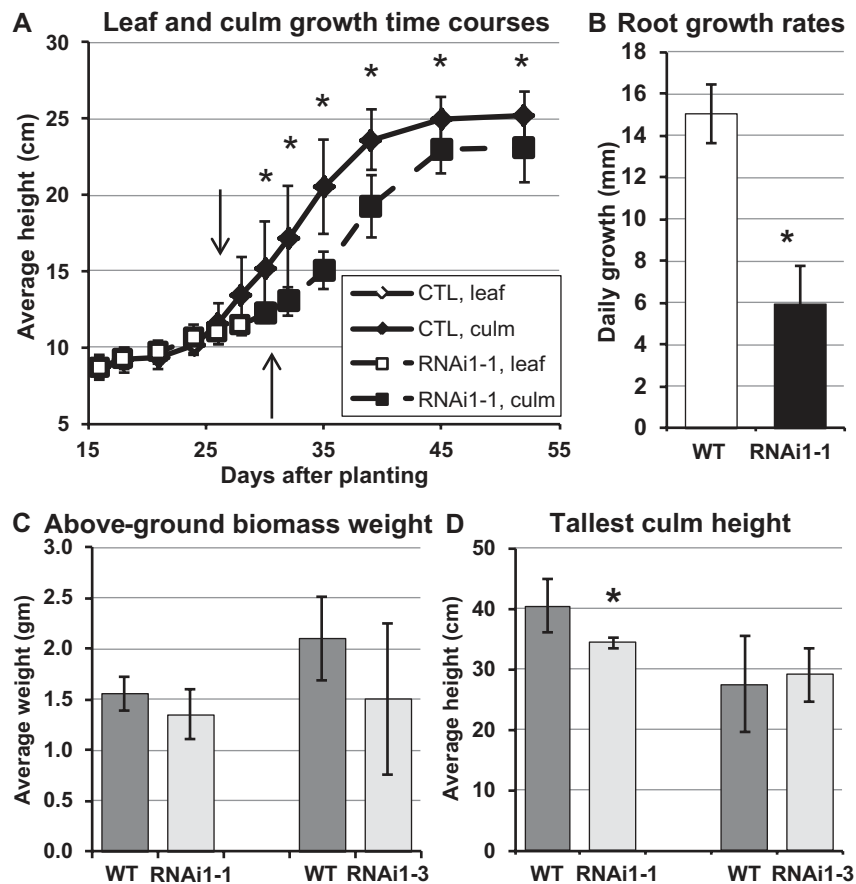 A Leaf and culm growth time courses
30
25
20
15
10
5
Average height (cm)
* * * * * *
CTL, leaf
CTL, culm
RNAi1-1, leaf
RNAi1-1, culm
15 25 35 45 55
Days after planting
B Root growth rates
18
16
14
12
10
8
6
4
2
0
Daily growth (mm)
*
WT RNAi1-1
C Above-ground biomass weight
3.0
2.5
2.0
1.5
1.0
0.5
0.0
Average weight (gm)
WT RNAi1-1 WT RNAi1-3
D Tallest culm height
50
40
30
20
10
0
Average height (cm)
*
WT RNAi1-1 WT RNAi1-3